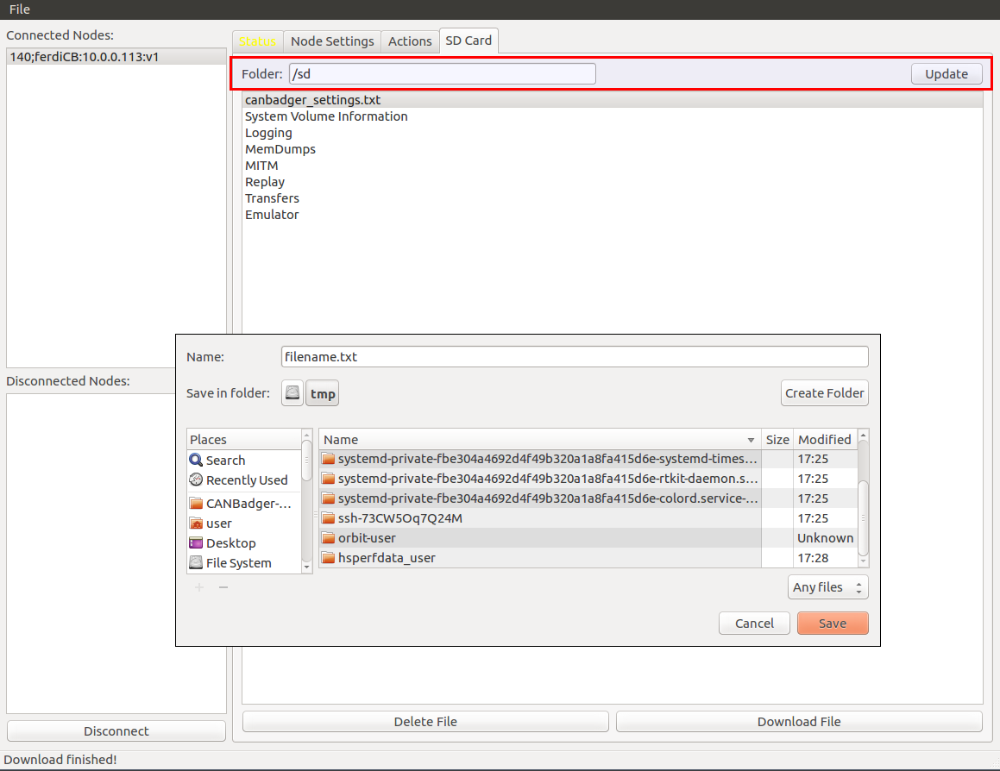 File
Connected Nodes:
140;ferdiCB:10.0.0.113:v1
Status Node Settings Actions SD Card
Folder: /sd Update
canbadger_settings.txt
System Volume Information
Logging
MemDumps
MITM
Replay
Transfers
Emulator
Disconnected Nodes:
Name: filename.txt
Save in folder: tmp Create Folder
Places
Search
Recently Used
CANBadger-...
user
Desktop
File System
Name Size Modified
systemd-private-fbe304a4692d4f49b320a1a8fa415d6e-systemd-times... 17:25
systemd-private-fbe304a4692d4f49b320a1a8fa415d6e-rtkit-daemon.s... 17:25
systemd-private-fbe304a4692d4f49b320a1a8fa415d6e-colord.service-... 17:25
ssh-73CW5Oq7Q24M 17:25
orbit-user Unknown
hsperfdata_user 17:28
Any files
Cancel Save
Delete File Download File
Disconnect
Download finished!